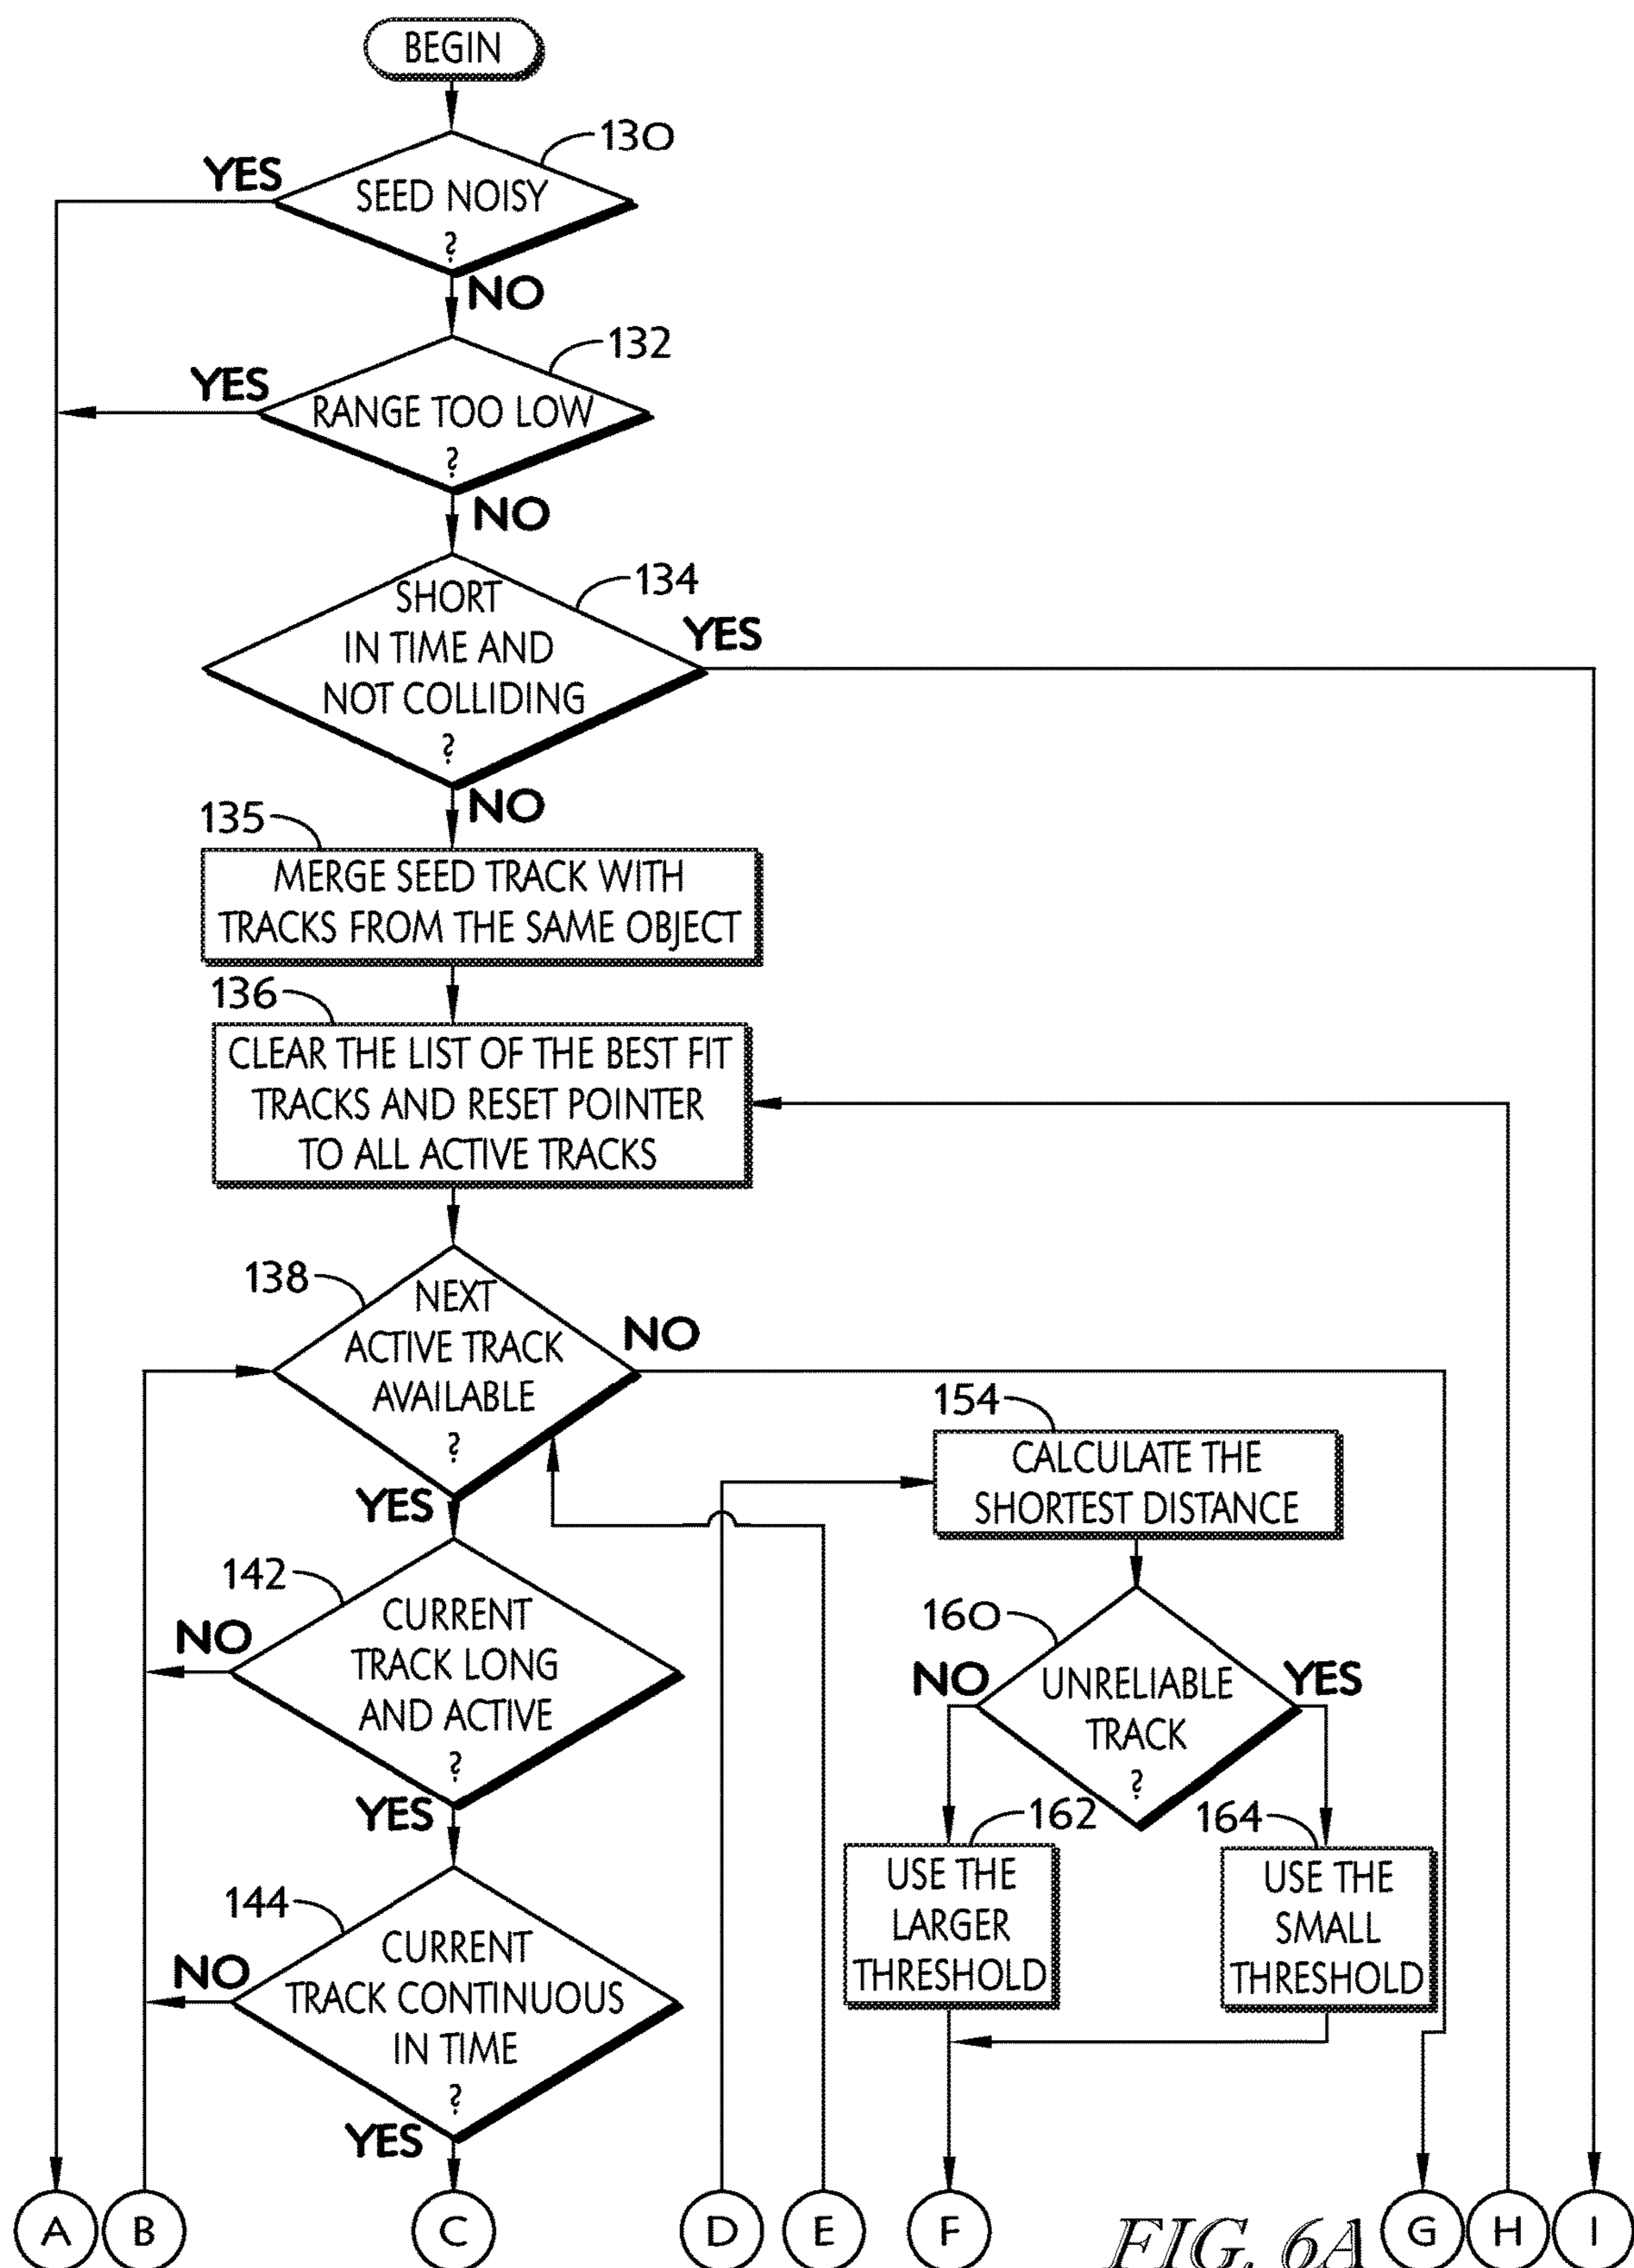 BEGIN
130
YES
SEED NOISY
?
NO
132
YES
RANGE TOO LOW
?
NO
134
SHORT
IN TIME AND
NOT COLLIDING
?
YES
NO
135
MERGE SEED TRACK WITH
TRACKS FROM THE SAME OBJECT
136
CLEAR THE LIST OF THE BEST FIT
TRACKS AND RESET POINTER
TO ALL ACTIVE TRACKS
138
NEXT
ACTIVE TRACK
AVAILABLE
?
NO
YES
142
CURRENT
TRACK LONG
AND ACTIVE
?
NO
YES
144
CURRENT
TRACK CONTINUOUS
IN TIME
?
NO
YES
154
CALCULATE THE
SHORTEST DISTANCE
160
UNRELIABLE
TRACK
?
NO
YES
162
USE THE
LARGER
THRESHOLD
164
USE THE
SMALL
THRESHOLD
A
B
C
D
E
F
FIG. 6A
G
H
I